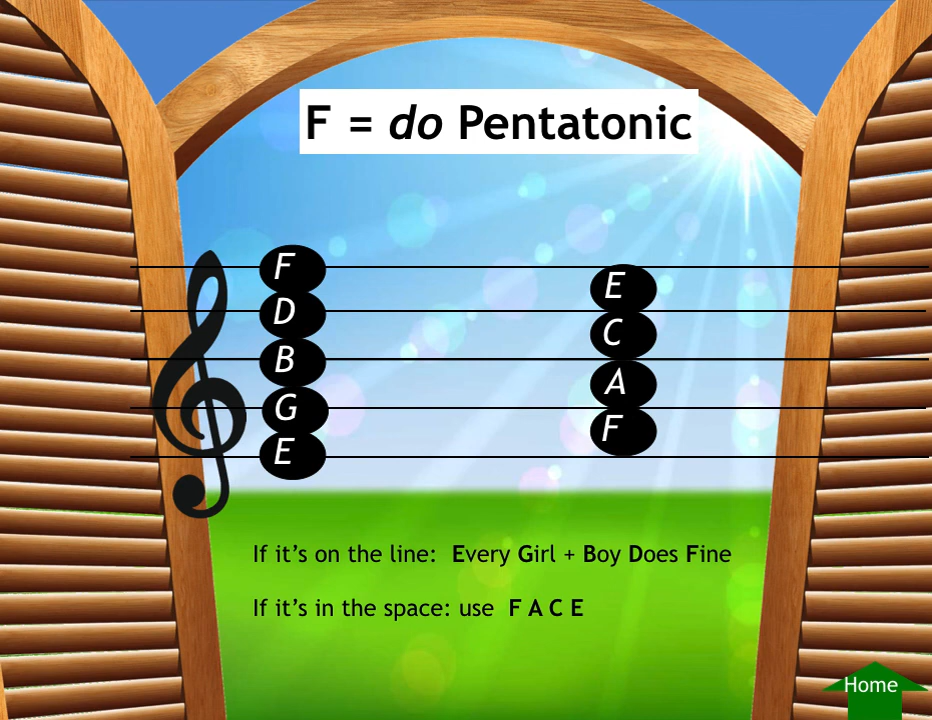 F = do Pentatonic
F
D
B
G
E
E
C
A
F
If it’s on the line:  Every Girl + Boy Does Fine
If it’s in the space: use  F A C E
Home